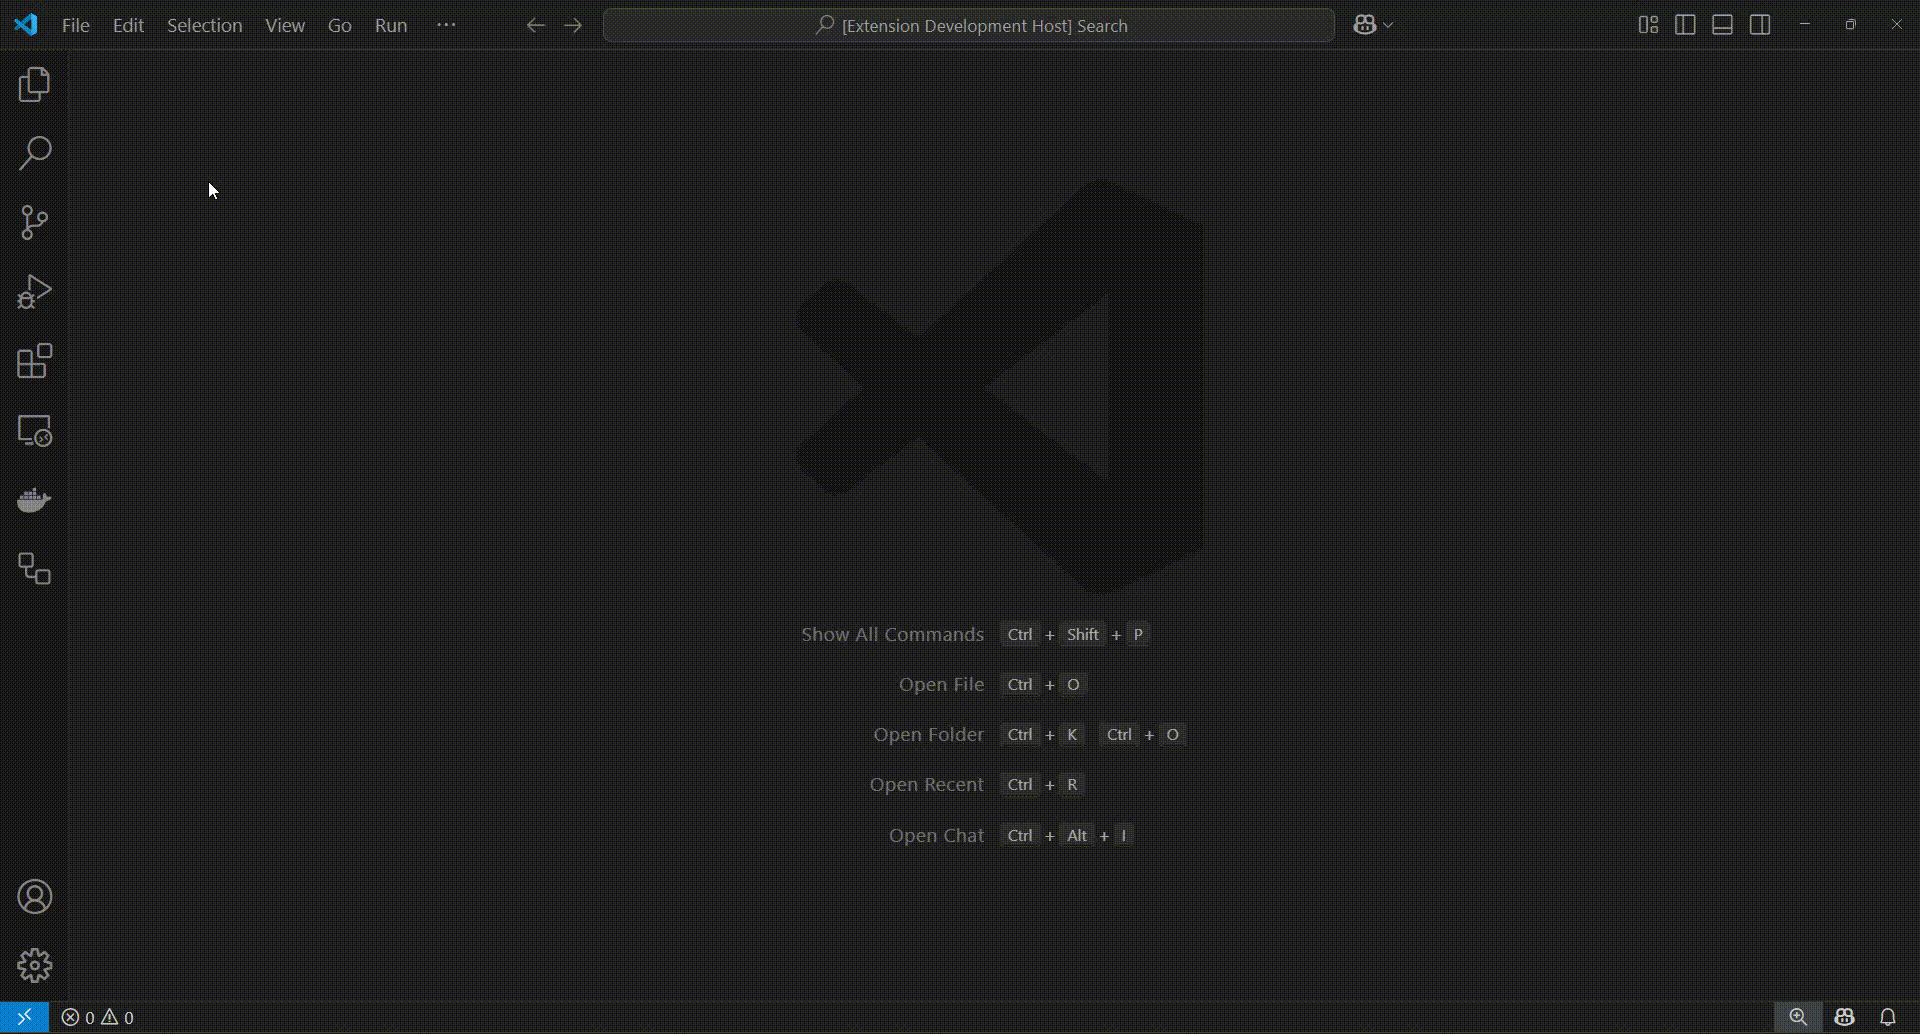 File Edit Selection View Go Run ··· [Extension Development Host] Search
Show All Commands Ctrl + Shift + P
Open File Ctrl + O
Open Folder Ctrl + K Ctrl + O
Open Recent Ctrl + R
Open Chat Ctrl + Alt + I
0 0